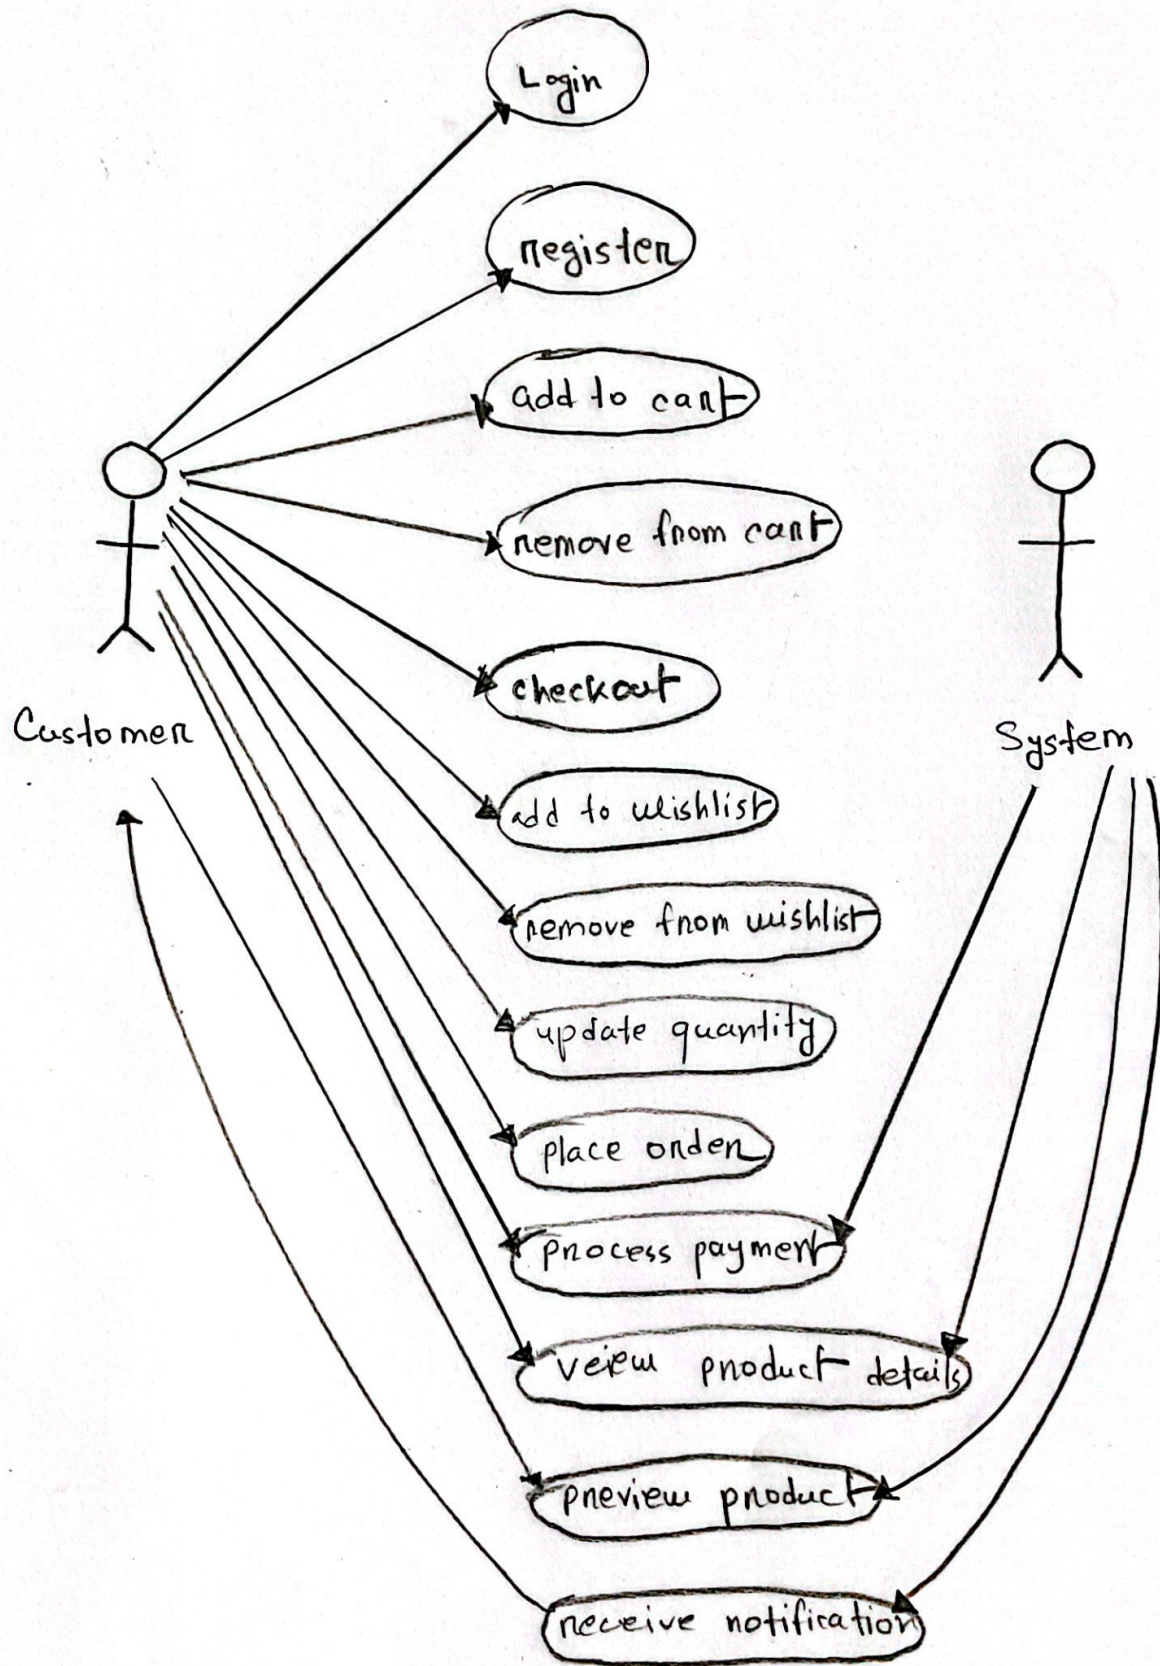 Login
register
add to cart
remove from cart
checkout
Customer
System
add to wishlist
remove from wishlist
update quantity
place order
process payment
veiew product details
preview product
receive notification